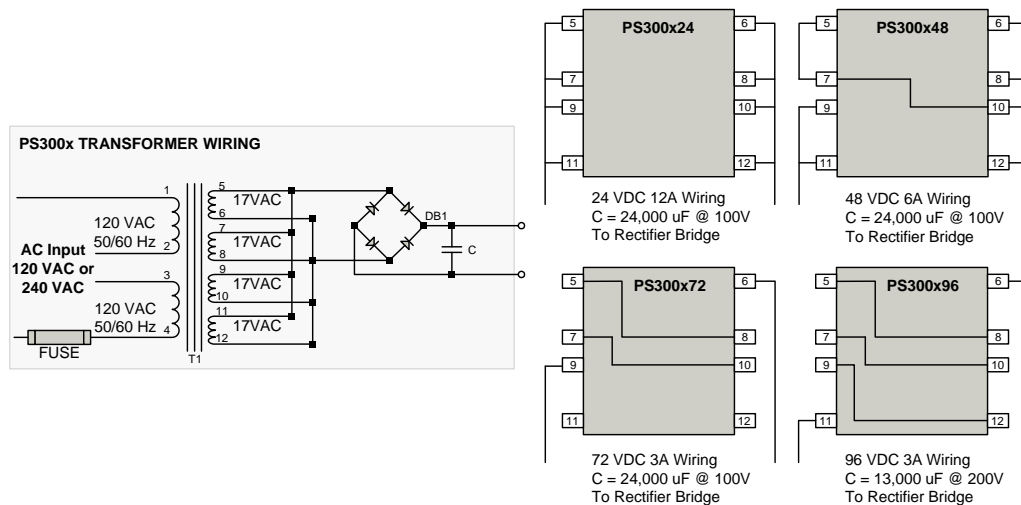 PS300x TRANSFORMER WIRING
1
2
3
4
120 VAC
50/60 Hz
AC Input
120 VAC or
240 VAC
120 VAC
50/60 Hz
FUSE
T1
5
17VAC
6
7
17VAC
8
9
17VAC
10
11
17VAC
12
DB1
C
PS300x24
5
6
7
8
9
10
11
12
24 VDC 12A Wiring
C = 24,000 uF @ 100V
To Rectifier Bridge
PS300x48
5
6
7
8
9
10
11
12
48 VDC 6A Wiring
C = 24,000 uF @ 100V
To Rectifier Bridge
PS300x72
5
6
7
8
9
10
11
12
72 VDC 3A Wiring
C = 24,000 uF @ 100V
To Rectifier Bridge
PS300x96
5
6
7
8
9
10
11
12
96 VDC 3A Wiring
C = 13,000 uF @ 200V
To Rectifier Bridge